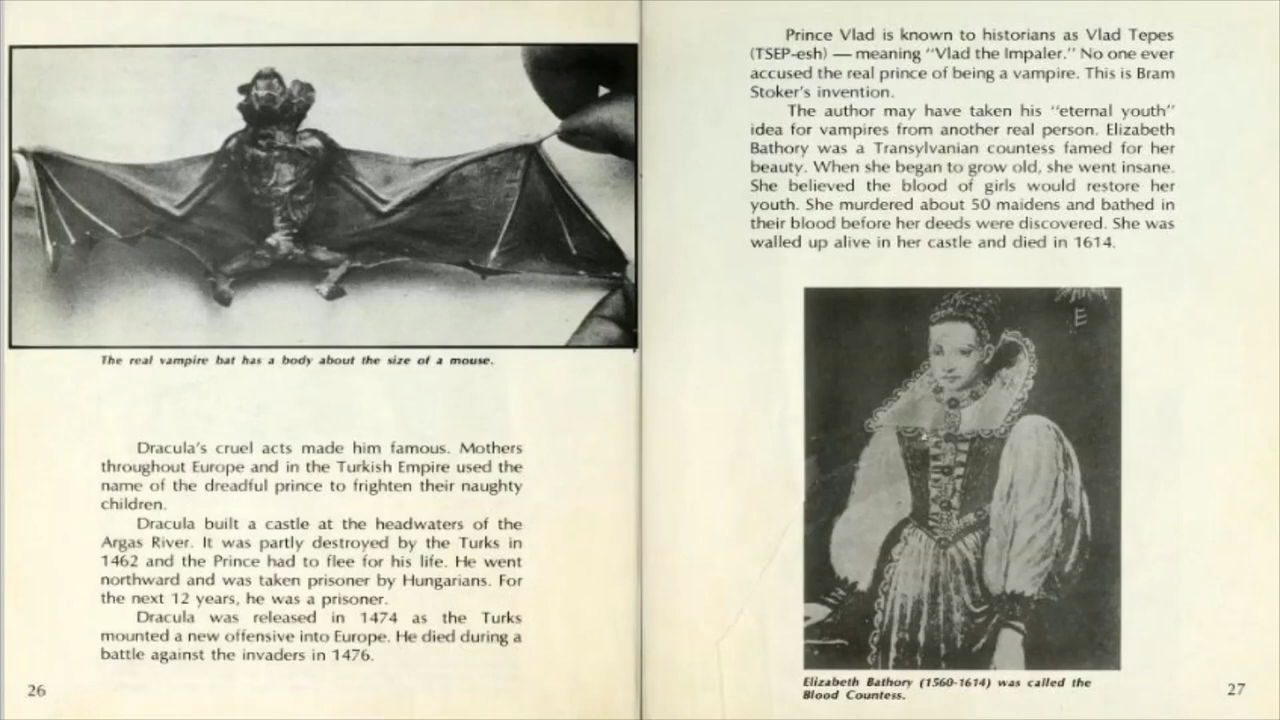 The real vampire bat has a body about the size of a mouse.
Dracula's cruel acts made him famous. Mothers
throughout Europe and in the Turkish Empire used the
name of the dreadful prince to frighten their naughty
children.
Dracula built a castle at the headwaters of the
Argas River. It was partly destroyed by the Turks in
1462 and the Prince had to flee for his life. He went
northward and was taken prisoner by Hungarians. For
the next 12 years, he was a prisoner.
Dracula was released in 1474 as the Turks
mounted a new offensive into Europe. He died during a
battle against the invaders in 1476.
26
Prince Vlad is known to historians as Vlad Tepes
(TSEP-esh) — meaning "Vlad the Impaler." No one ever
accused the real prince of being a vampire. This is Bram
Stoker's invention.
The author may have taken his "eternal youth"
idea for vampires from another real person. Elizabeth
Bathory was a Transylvanian countess famed for her
beauty. When she began to grow old, she went insane.
She believed the blood of girls would restore her
youth. She murdered about 50 maidens and bathed in
their blood before her deeds were discovered. She was
walled up alive in her castle and died in 1614.
E
Elizabeth Bathory (1560-1614) was called the
Blood Countess.
27